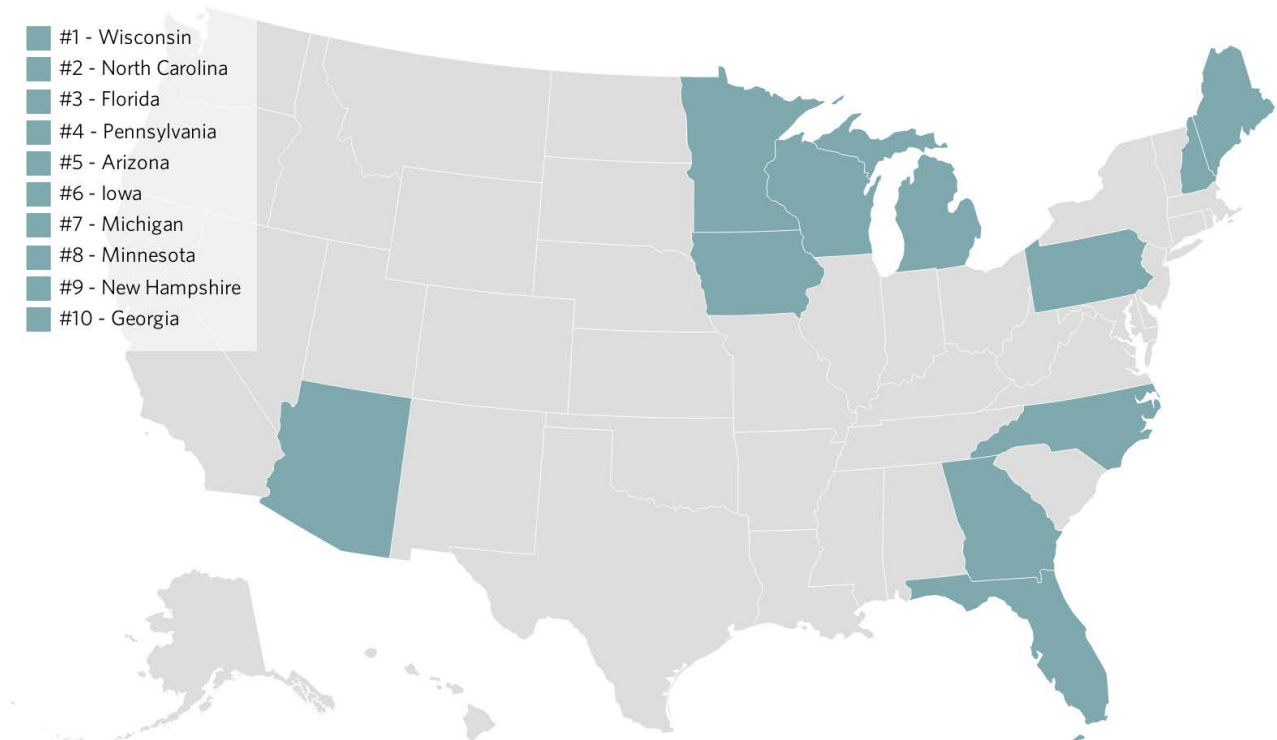 #1 - Wisconsin
#2 - North Carolina
#3 - Florida
#4 - Pennsylvania
#5 - Arizona
#6 - Iowa
#7 - Michigan
#8 - Minnesota
#9 - New Hampshire
#10 - Georgia